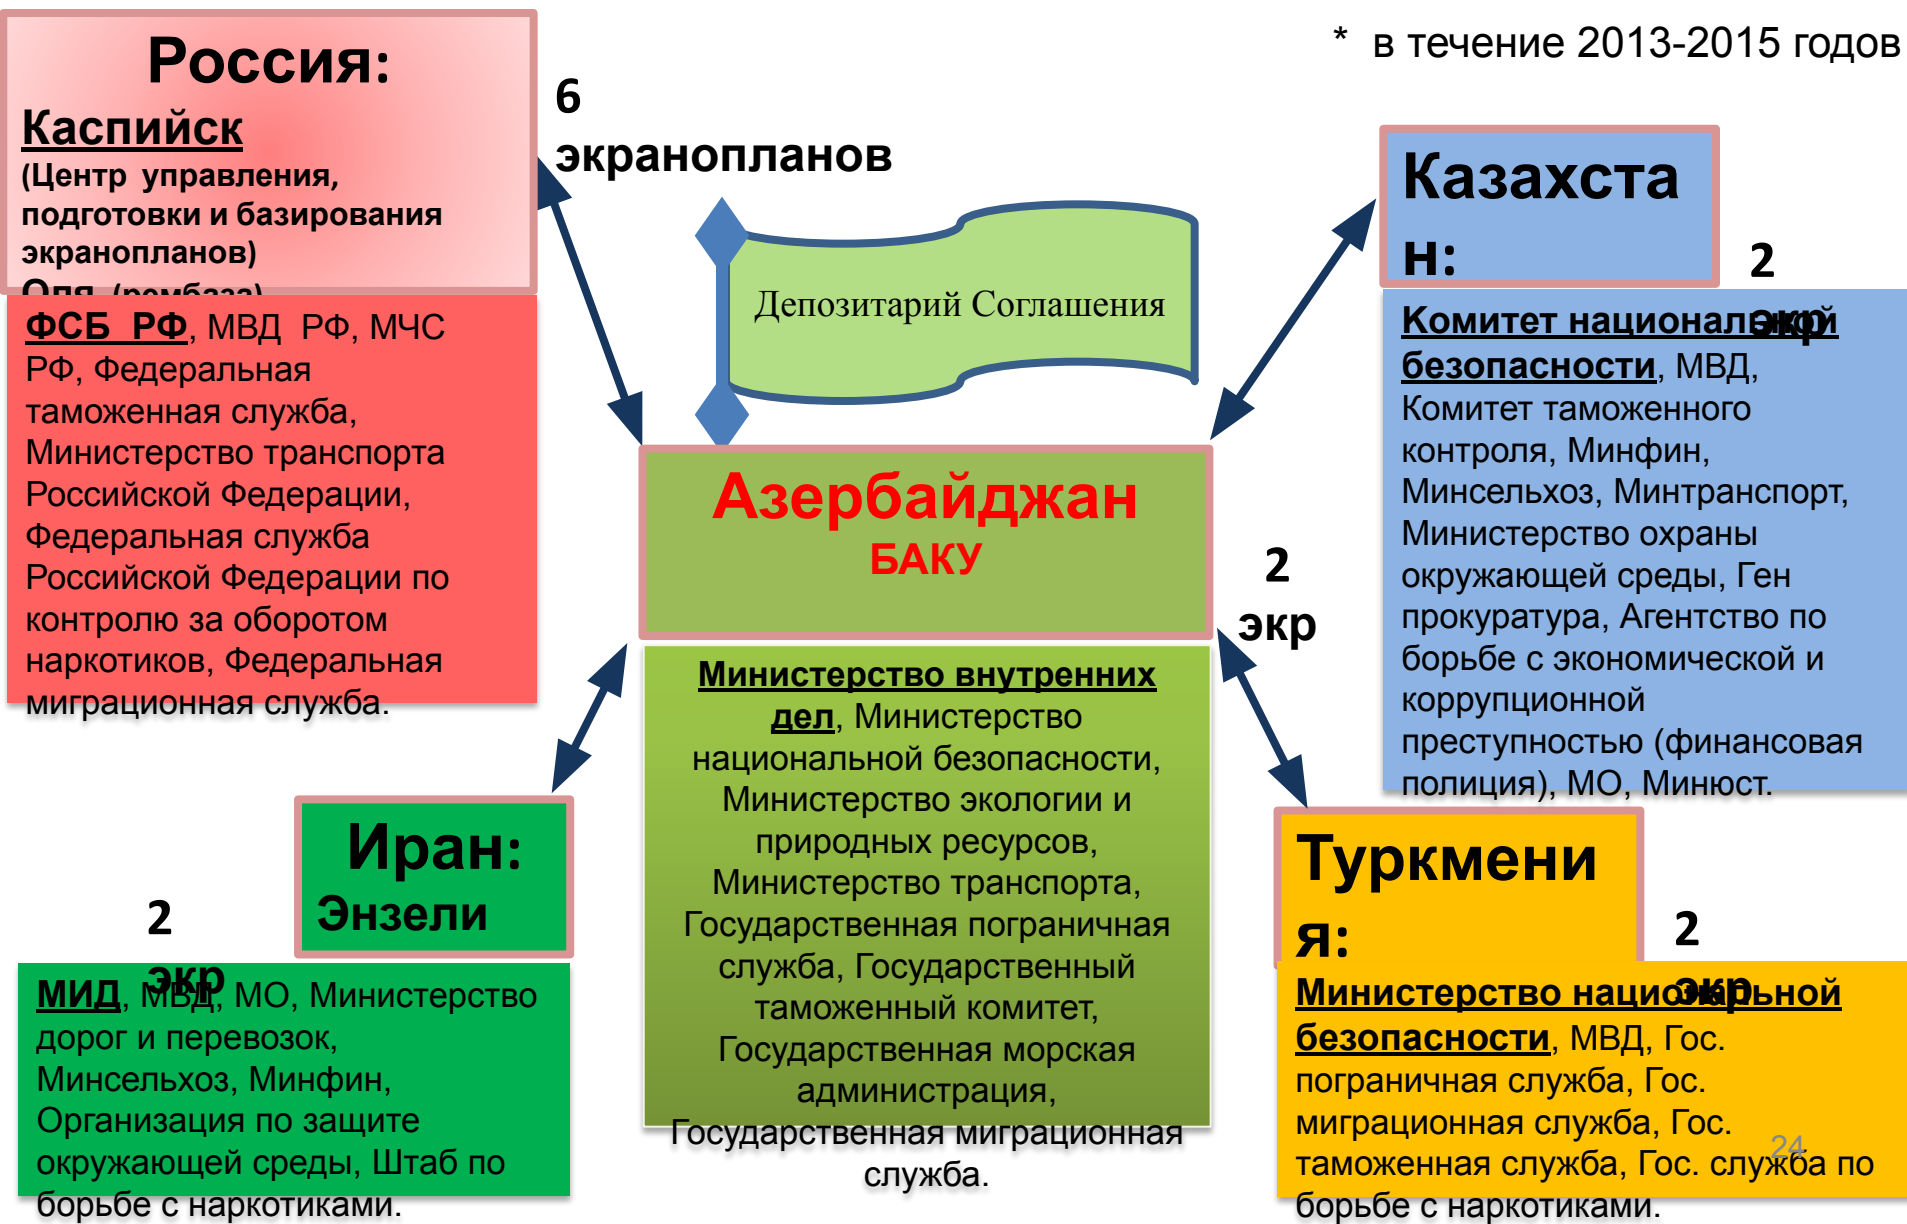 * в течение 2013-2015 годов
Россия:
Каспийск
(Центр управления,
подготовки и базирования
экранопланов)
Оля (рембаза)
6
экранопланов
ФСБ РФ, МВД РФ, МЧС
РФ, Федеральная
таможенная служба,
Министерство транспорта
Российской Федерации,
Федеральная служба
Российской Федерации по
контролю за оборотом
наркотиков, Федеральная
миграционная служба.
Депозитарий Соглашения
Казахста
н:
2
экр
Комитет национальной
безопасности, МВД,
Комитет таможенного
контроля, Минфин,
Минсельхоз, Минтранспорт,
Министерство охраны
окружающей среды, Ген
прокуратура, Агентство по
борьбе с экономической и
коррупционной
преступностью (финансовая
полиция), МО, Минюст.
Азербайджан
БАКУ
2
экр
Министерство внутренних
дел, Министерство
национальной безопасности,
Министерство экологии и
природных ресурсов,
Министерство транспорта,
Государственная пограничная
служба, Государственный
таможенный комитет,
Государственная морская
администрация,
Государственная миграционная
служба.
Иран:
Энзели
2
экр
МИД, МВД, МО, Министерство
дорог и перевозок,
Минсельхоз, Минфин,
Организация по защите
окружающей среды, Штаб по
борьбе с наркотиками.
Туркмени
я:
2
экр
Министерство национальной
безопасности, МВД, Гос.
пограничная служба, Гос.
миграционная служба, Гос.
таможенная служба, Гос. служба по
борьбе с наркотиками.
24